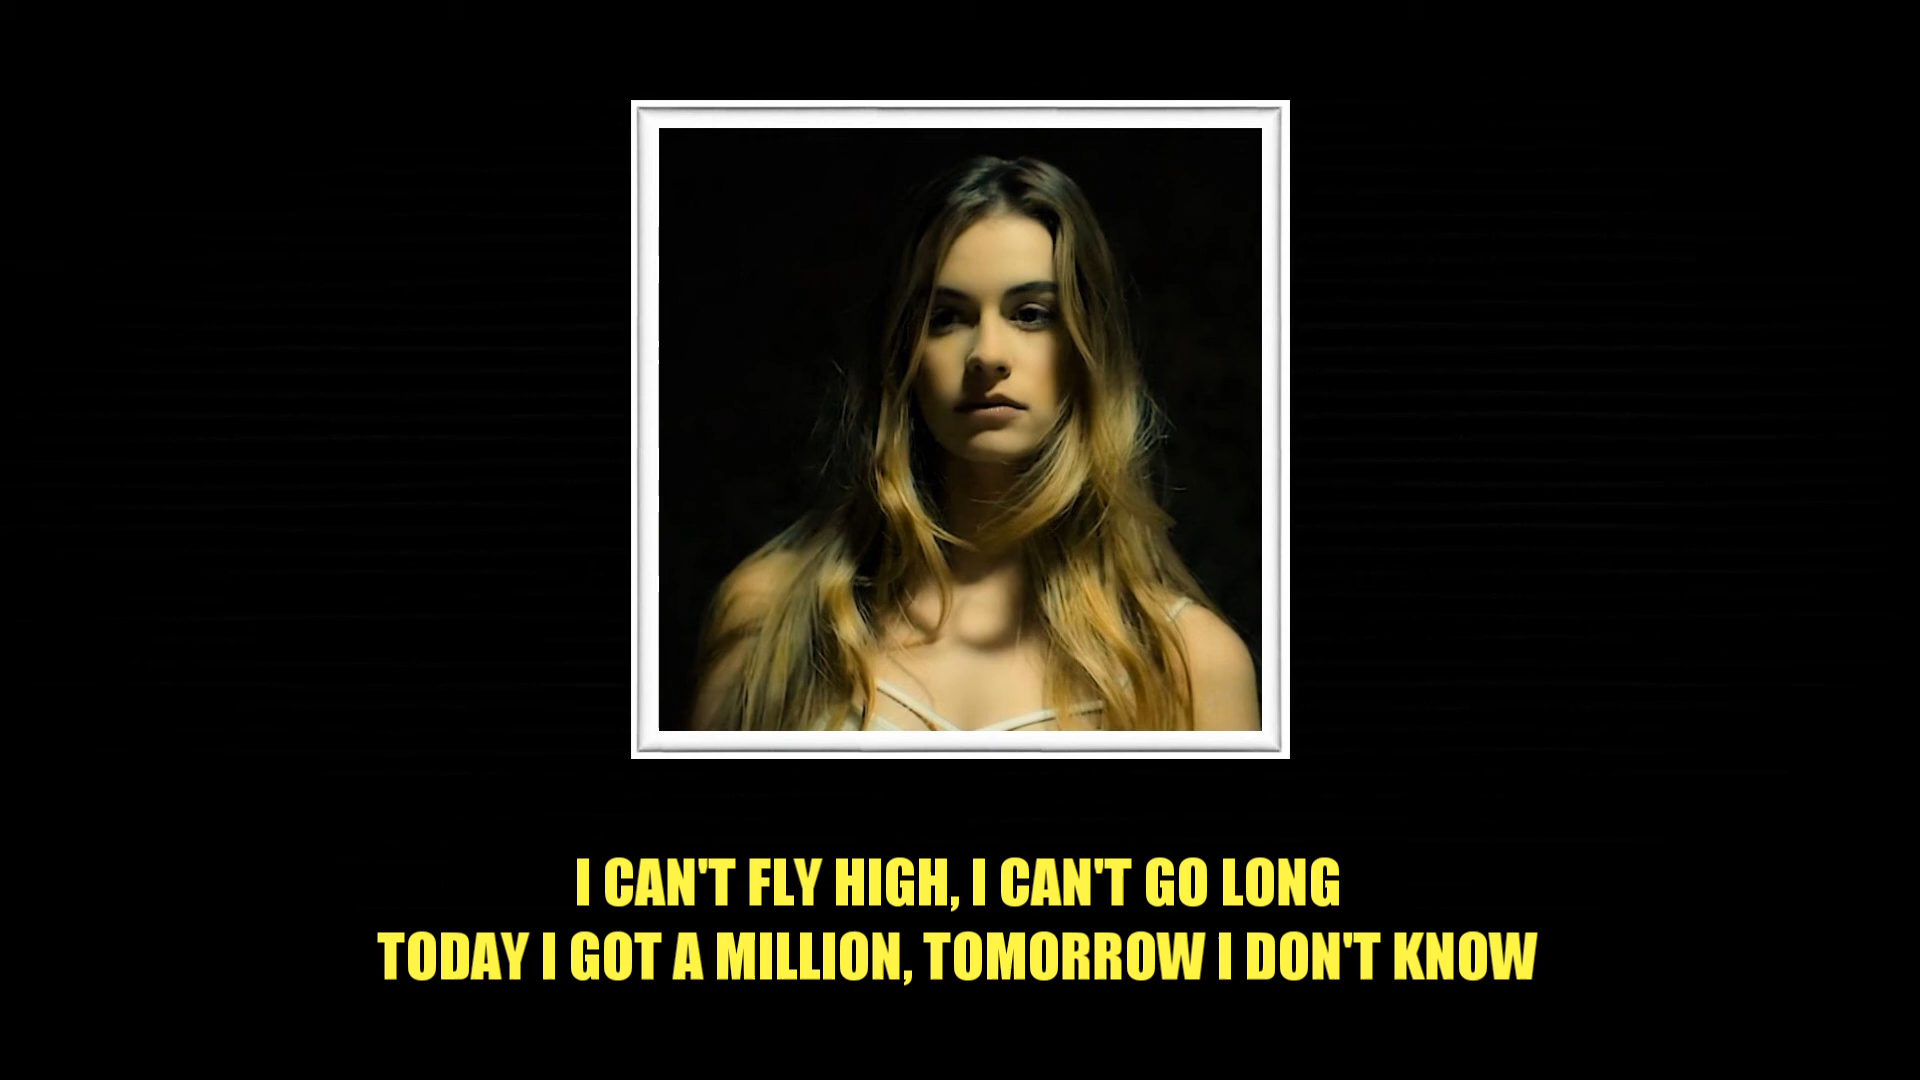 I CAN'T FLY HIGH, I CAN'T GO LONG
TODAY I GOT A MILLION, TOMORROW I DON'T KNOW